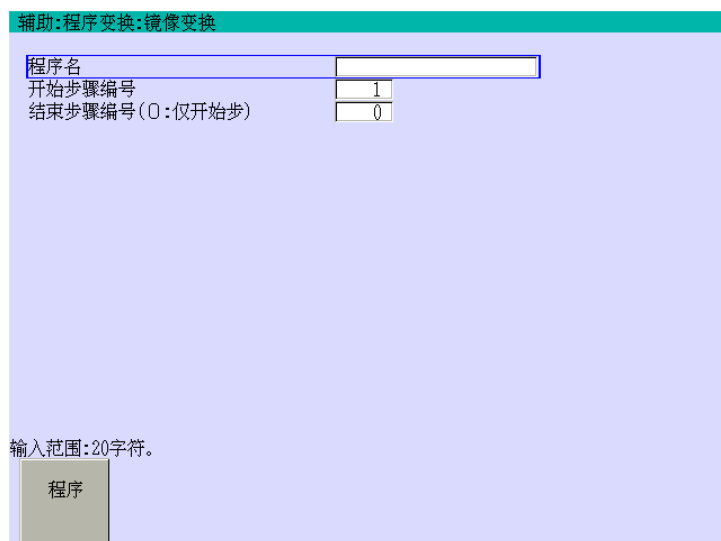 辅助:程序变换:镜像变换
程序名
开始步骤编号 1
结束步骤编号(0:仅开始步) 0
输入范围:20字符。
程序